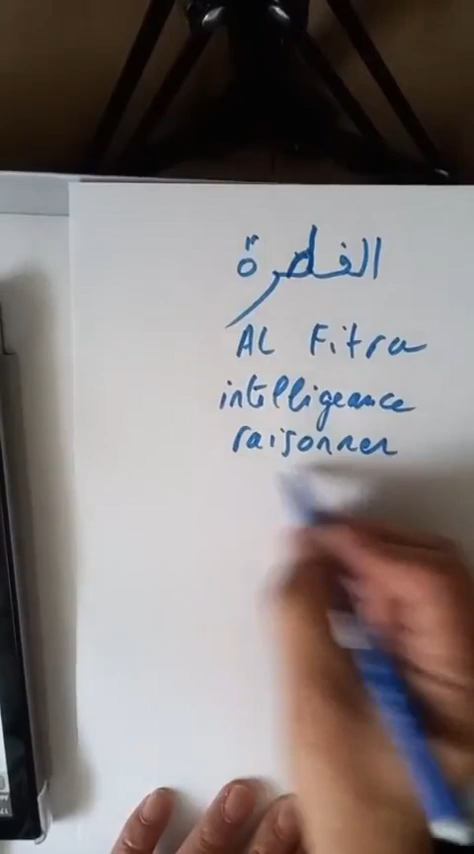 الفطرة
AL Fitra
intelligeance
raisonner